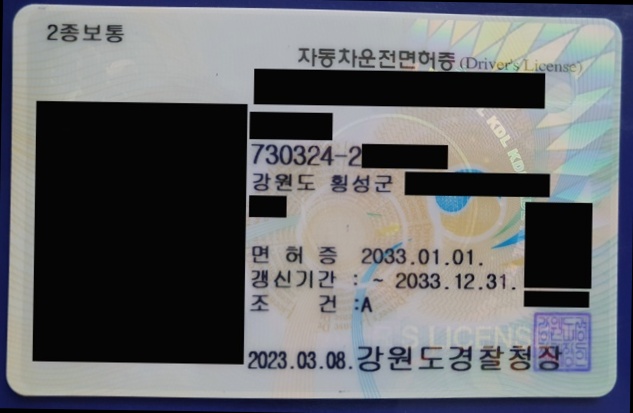 2종보통
자동차운전면허증 (Driver's License)
730324-2
강원도 횡성군
면 허 증 2033.01.01.
갱신기간 : ~ 2033.12.31.
조 건 :A
2023.03.08. 강원도경찰청장